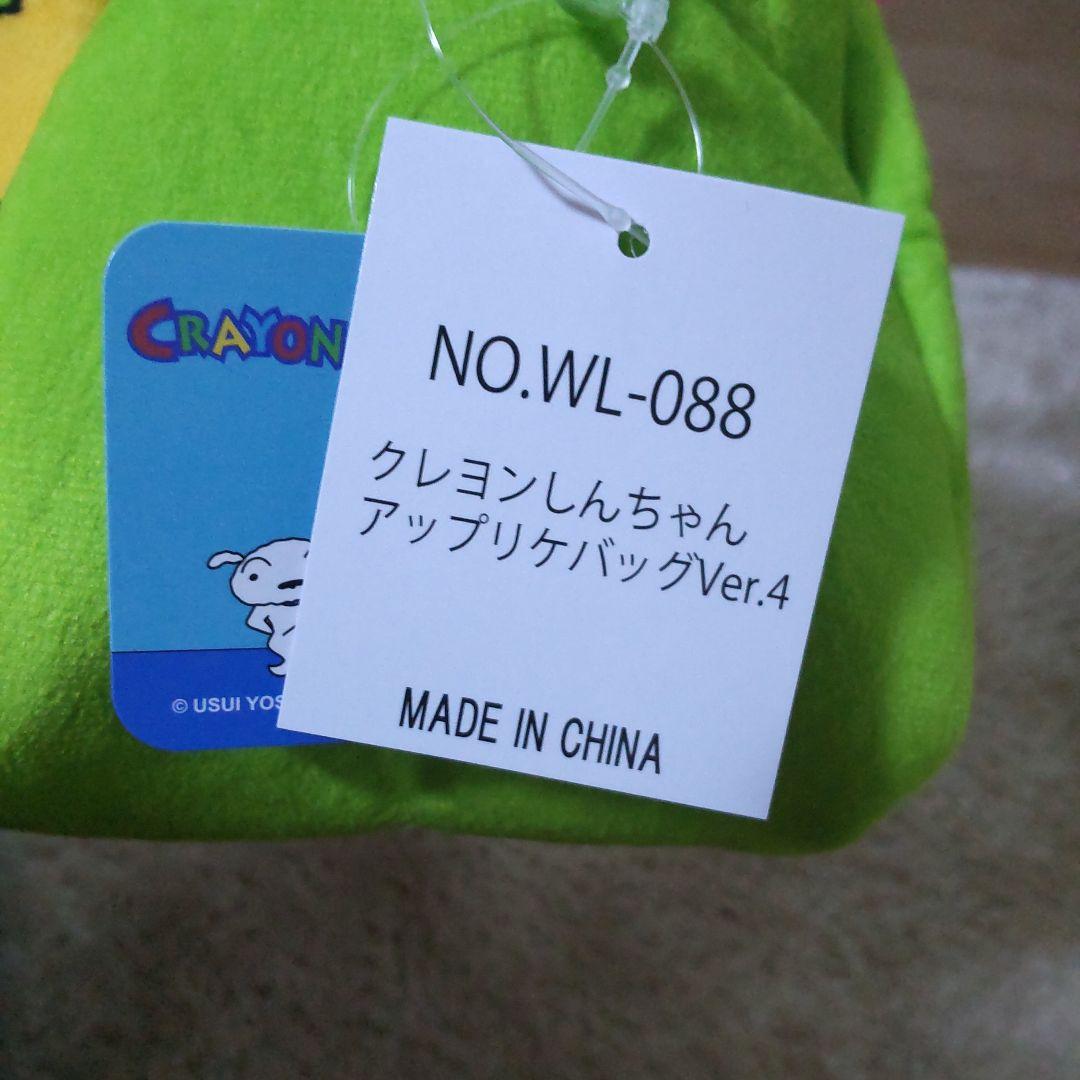 CRAYON
© USUI
NO.WL-088
クレヨンしんちゃん
アップリケバッグVer.4
MADE IN CHINA